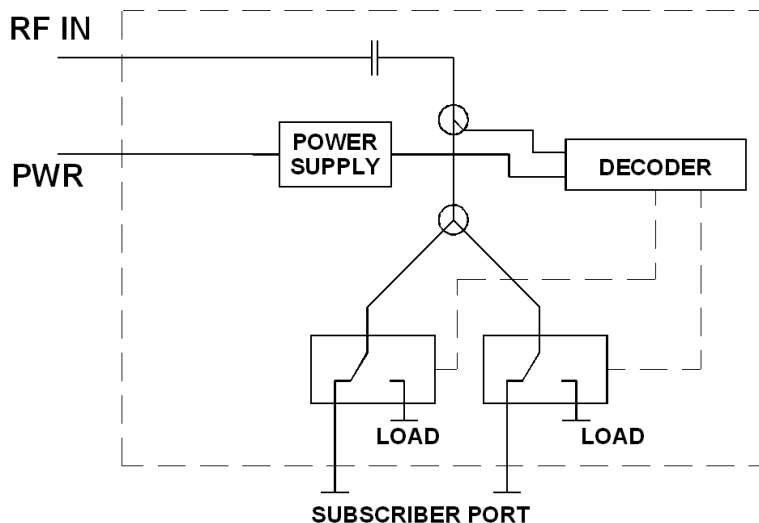 RF IN
POWER
SUPPLY
PWR
DECODER
LOAD
LOAD
SUBSCRIBER PORT